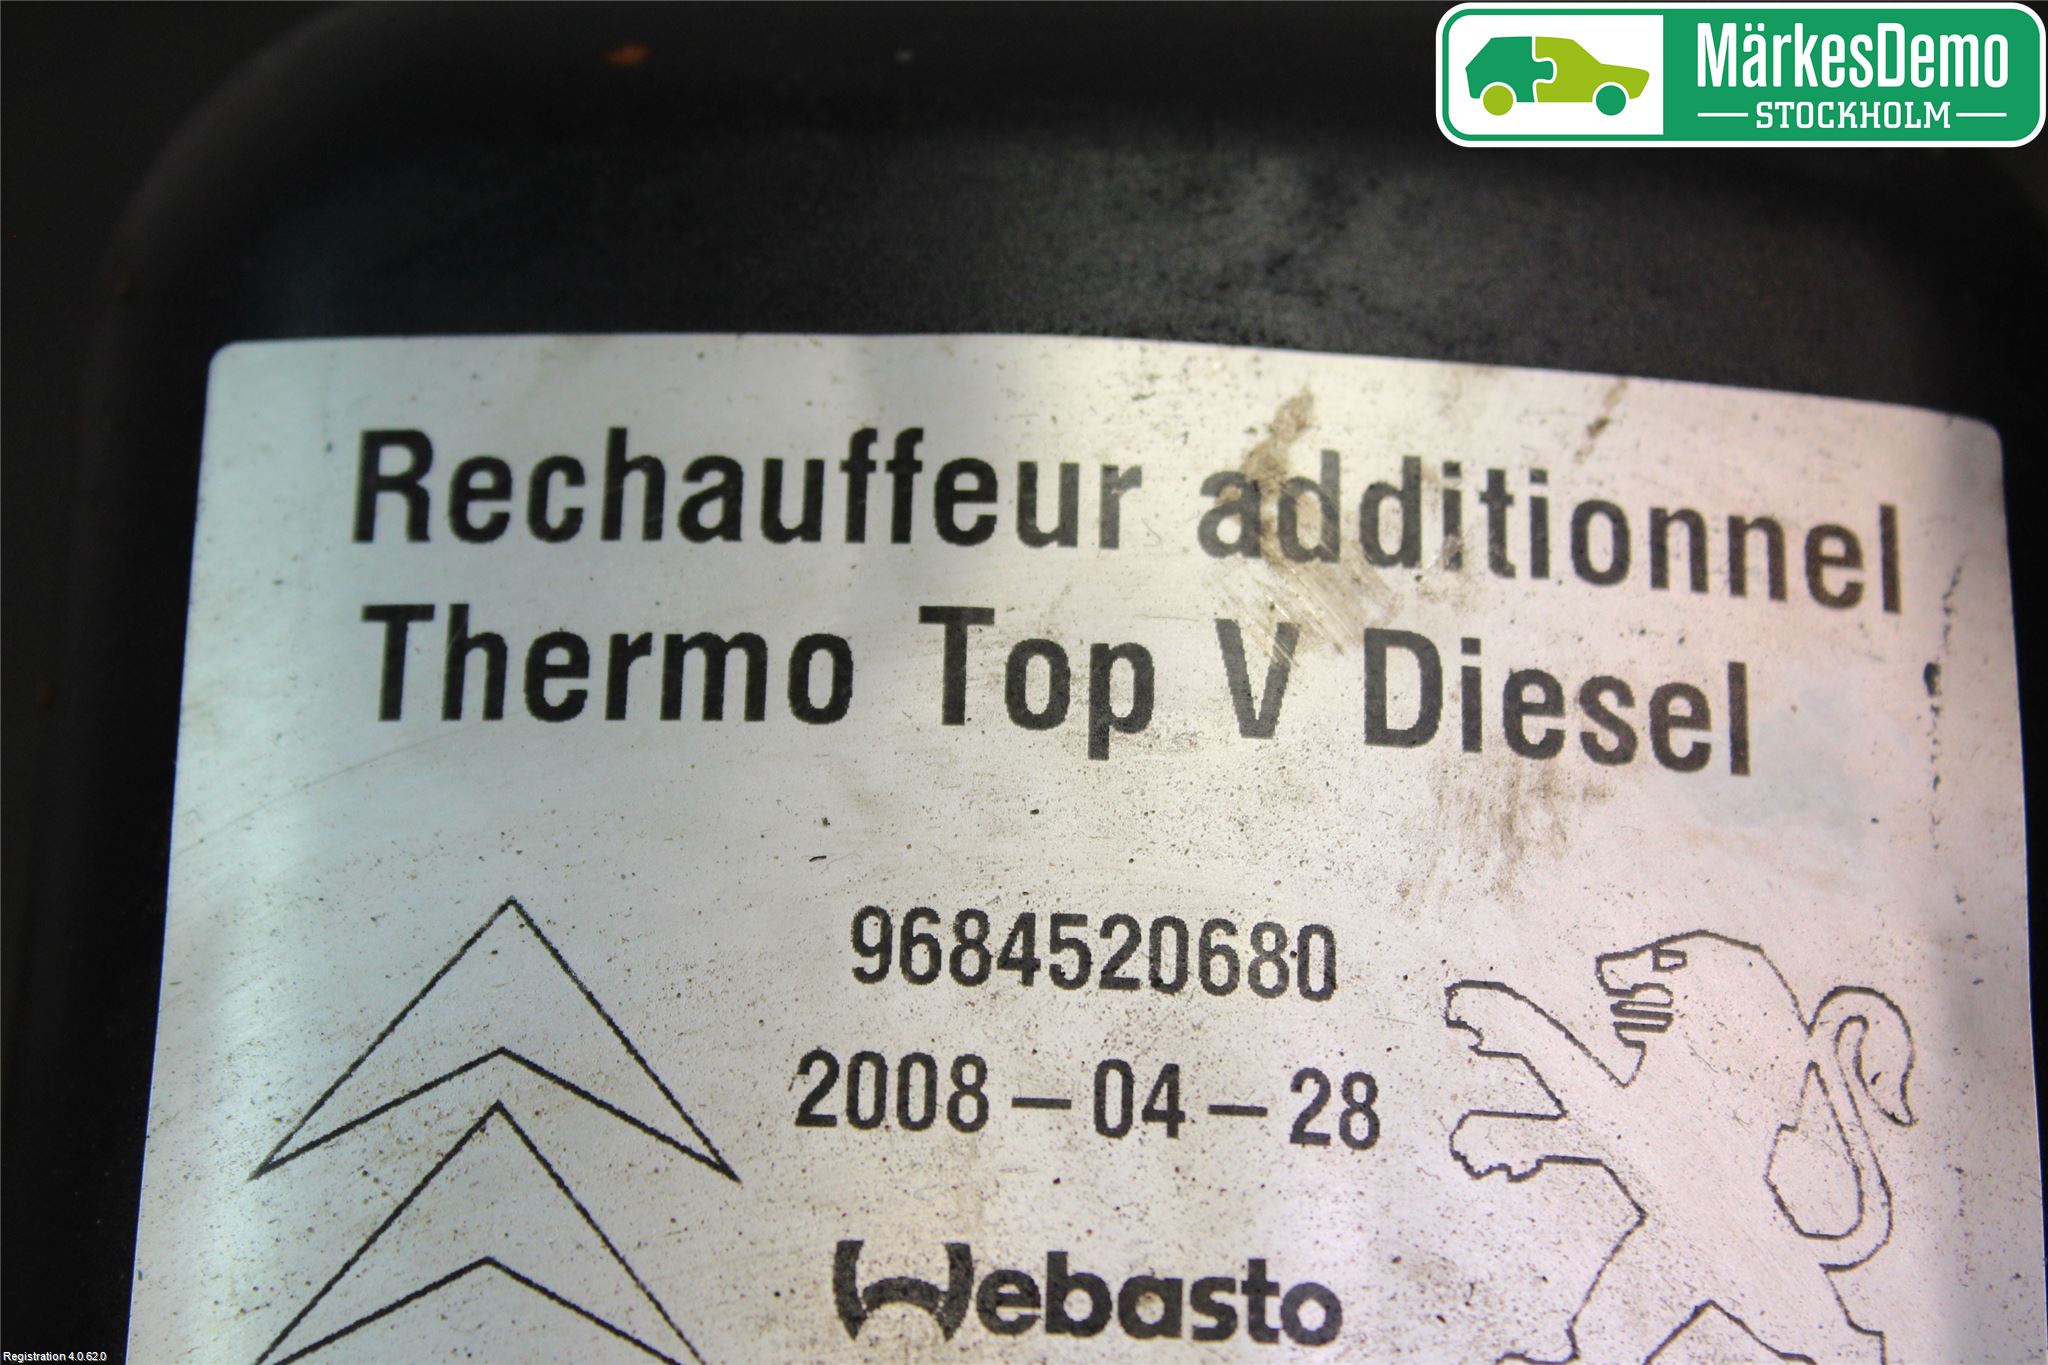 MärkesDemo
STOCKHOLM
Rechauffeur additionnel
Thermo Top V Diesel
9684520680
2008-04-28
Webasto
Registration 4.0.62.0